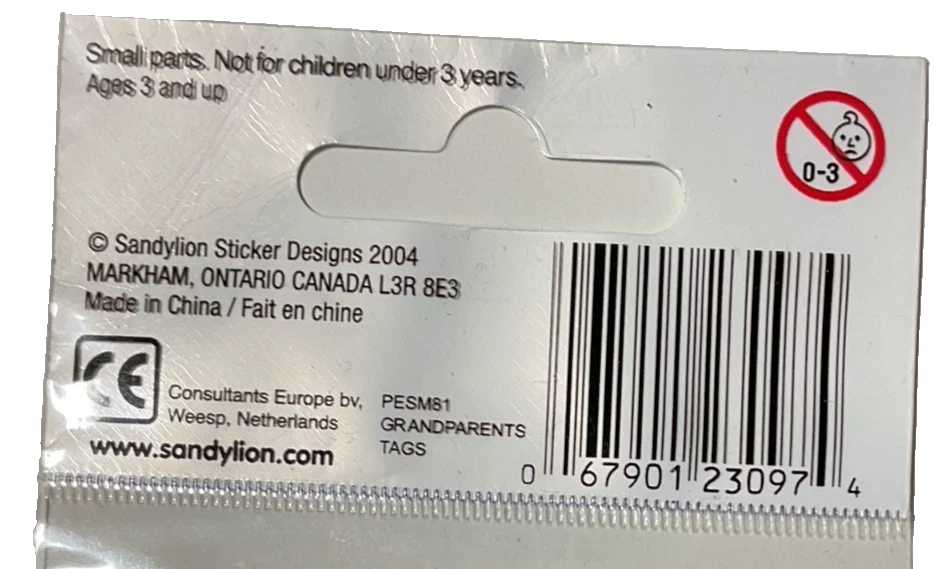 Small parts. Not for children under 3 years.
Ages 3 and up
0-3
© Sandylion Sticker Designs 2004
MARKHAM, ONTARIO CANADA L3R 8E3
Made in China / Fait en chine
CE
Consultants Europe bv,
Weesp, Netherlands
www.sandylion.com
PESM81
GRANDPARENTS
TAGS
0 67901 23097 4